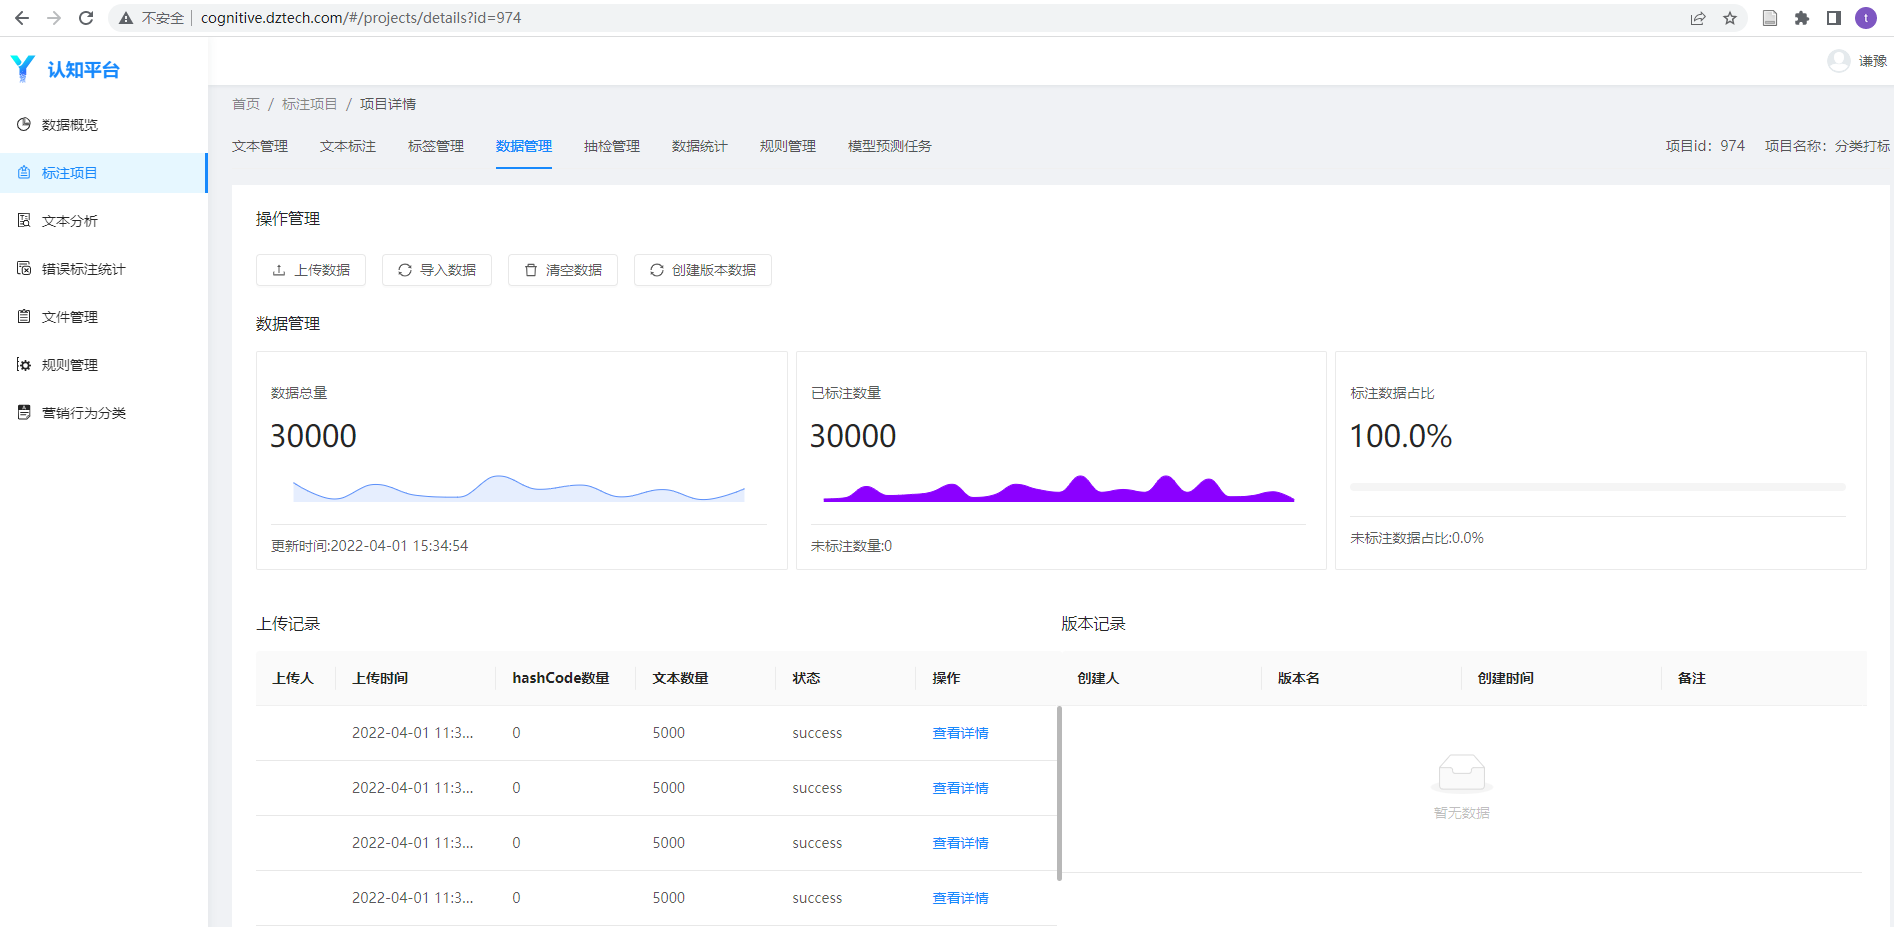 不安全 cognitive.dztech.com/#/projects/details?id=974 t
认知平台
谦豫
数据概览
标注项目
文本分析
错误标注统计
文件管理
规则管理
营销行为分类
首页 / 标注项目 / 项目详情
文本管理 文本标注 标签管理 数据管理 抽检管理 数据统计 规则管理 模型预测任务 项目id：974 项目名称：分类打标
操作管理
上传数据 导入数据 清空数据 创建版本数据
数据管理
数据总量
30000
更新时间:2022-04-01 15:34:54
已标注数量
30000
未标注数量:0
标注数据占比
100.0%
未标注数据占比:0.0%
上传记录
上传人 上传时间 hashCode数量 文本数量 状态 操作
2022-04-01 11:3... 0 5000 success 查看详情
2022-04-01 11:3... 0 5000 success 查看详情
2022-04-01 11:3... 0 5000 success 查看详情
2022-04-01 11:3... 0 5000 success 查看详情
版本记录
创建人 版本名 创建时间 备注
暂无数据